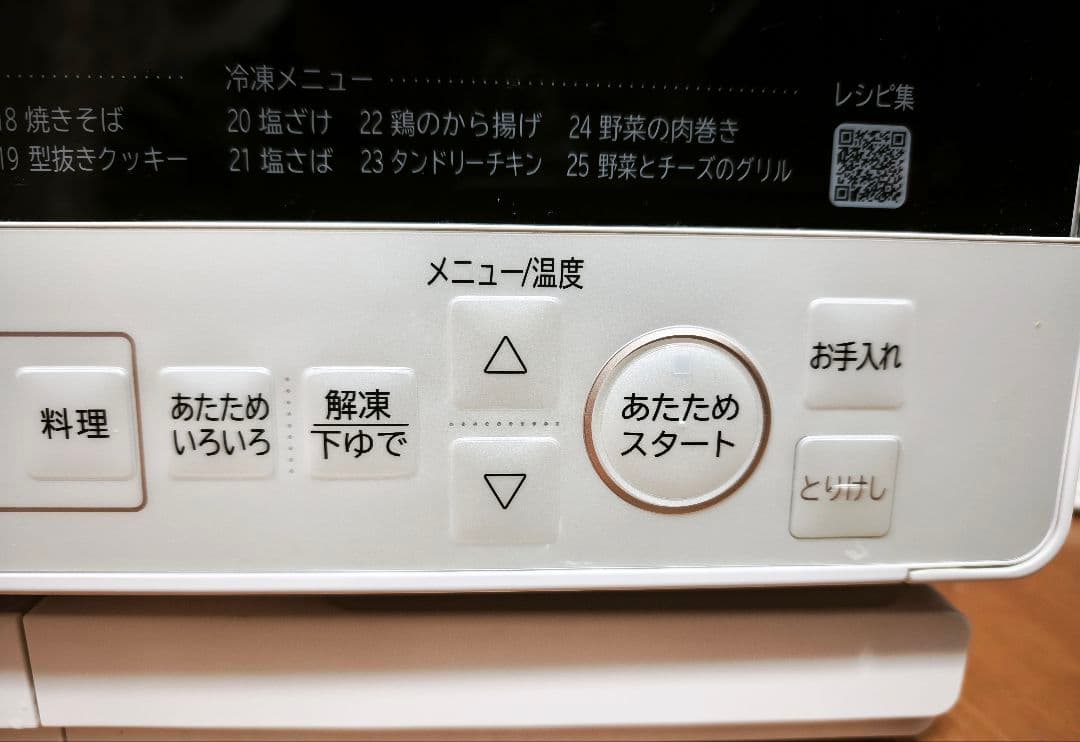 冷凍メニュー
レシピ集
18 焼きそば 20 塩ざけ 22 鶏のから揚げ 24 野菜の肉巻き
19 型抜きクッキー 21 塩さば 23 タンドリーチキン 25 野菜とチーズのグリル
メニュー/温度
料理
あたため
いろいろ
解凍
下ゆで
△
▽
あたため
スタート
お手入れ
とりけし